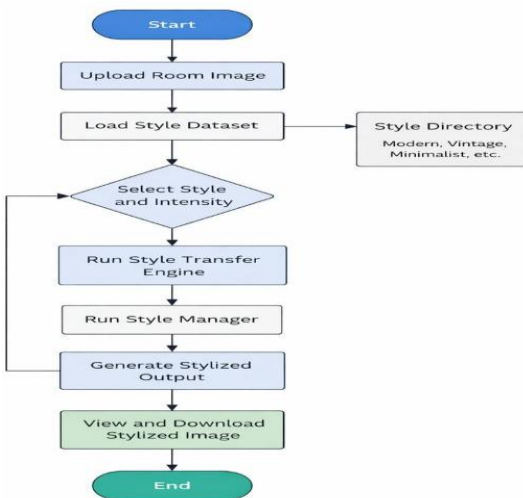 Start
Upload Room Image
Load Style Dataset
Style Directory
Modern, Vintage,
Minimalist, etc.
Select Style
and Intensity
Run Style Transfer
Engine
Run Style Manager
Generate Stylized
Output
View and Download
Stylized Image
End